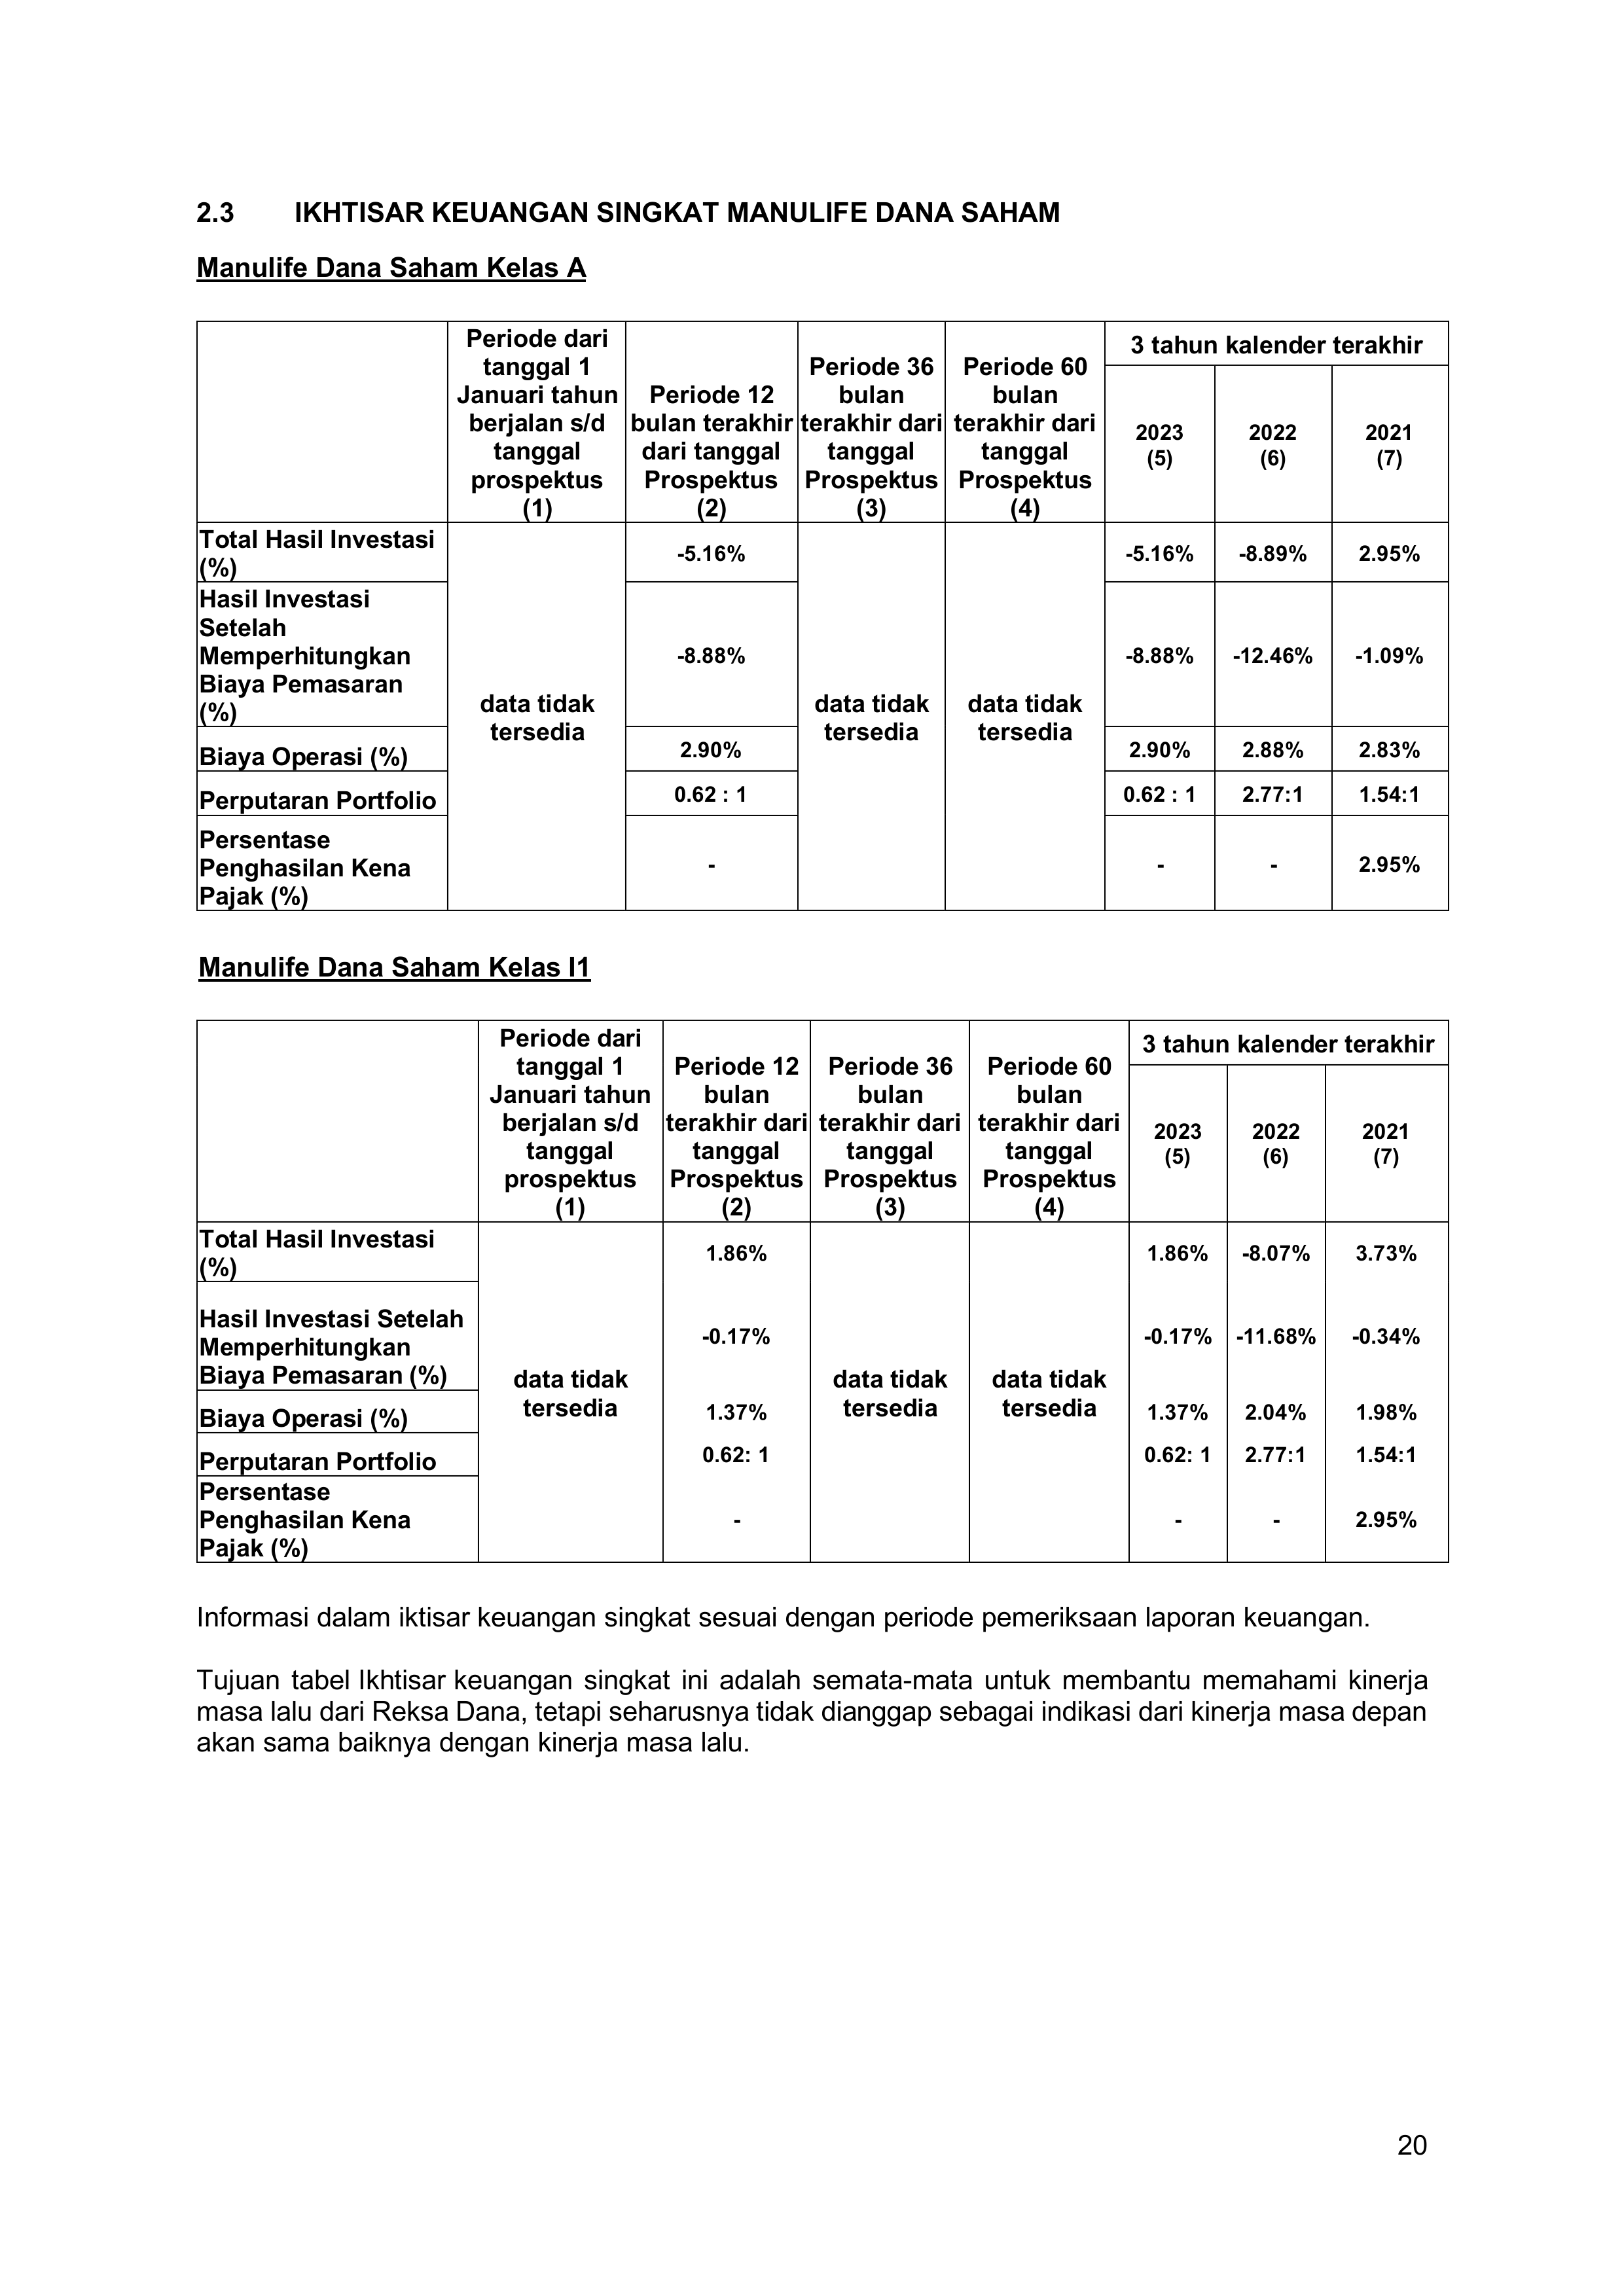 2.3 IKHTISAR KEUANGAN SINGKAT MANULIFE DANA SAHAM
Manulife Dana Saham Kelas A
Periode dari
tanggal 1
Januari tahun
berjalan s/d
tanggal
prospektus
(1)
Periode 12
bulan terakhir
dari tanggal
Prospektus
(2)
Periode 36
bulan
terakhir dari
tanggal
Prospektus
(3)
Periode 60
bulan
terakhir dari
tanggal
Prospektus
(4)
3 tahun kalender terakhir
2023
(5)
2022
(6)
2021
(7)
Total Hasil Investasi
(%)
data tidak
tersedia
-5.16%
data tidak
tersedia
data tidak
tersedia
-5.16% -8.89% 2.95%
Hasil Investasi
Setelah
Memperhitungkan
Biaya Pemasaran
(%)
-8.88% -8.88% -12.46% -1.09%
Biaya Operasi (%) 2.90% 2.90% 2.88% 2.83%
Perputaran Portfolio 0.62 : 1 0.62 : 1 2.77:1 1.54:1
Persentase
Penghasilan Kena
Pajak (%)
- - - 2.95%
Manulife Dana Saham Kelas I1
Periode dari
tanggal 1
Januari tahun
berjalan s/d
tanggal
prospektus
(1)
Periode 12
bulan
terakhir dari
tanggal
Prospektus
(2)
Periode 36
bulan
terakhir dari
tanggal
Prospektus
(3)
Periode 60
bulan
terakhir dari
tanggal
Prospektus
(4)
3 tahun kalender terakhir
2023
(5)
2022
(6)
2021
(7)
Total Hasil Investasi
(%)
data tidak
tersedia
1.86%
data tidak
tersedia
data tidak
tersedia
1.86% -8.07% 3.73%
Hasil Investasi Setelah
Memperhitungkan
Biaya Pemasaran (%)
-0.17% -0.17% -11.68% -0.34%
Biaya Operasi (%) 1.37% 1.37% 2.04% 1.98%
Perputaran Portfolio 0.62: 1 0.62: 1 2.77:1 1.54:1
Persentase
Penghasilan Kena
Pajak (%)
- - - 2.95%
Informasi dalam iktisar keuangan singkat sesuai dengan periode pemeriksaan laporan keuangan.
Tujuan tabel Ikhtisar keuangan singkat ini adalah semata-mata untuk membantu memahami kinerja
masa lalu dari Reksa Dana, tetapi seharusnya tidak dianggap sebagai indikasi dari kinerja masa depan
akan sama baiknya dengan kinerja masa lalu.
20